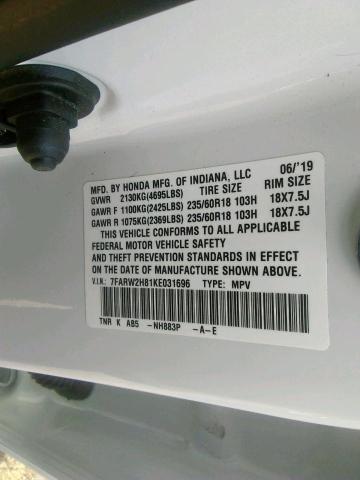 MFD. BY HONDA MFG. OF INDIANA, LLC 06/'19
GVWR 2130KG(4695LBS) TIRE SIZE RIM SIZE
GAWR F 1100KG(2425LBS) 235/60R18 103H 18X7.5J
GAWR R 1075KG(2369LBS) 235/60R18 103H 18X7.5J
THIS VEHICLE CONFORMS TO ALL APPLICABLE
FEDERAL MOTOR VEHICLE SAFETY
AND THEFT PREVENTION STANDARDS IN EFFECT
ON THE DATE OF MANUFACTURE SHOWN ABOVE.
V.I.N: 7FARW2H81KE031696 TYPE: MPV
TNR K AB5 -NH883P -A-E